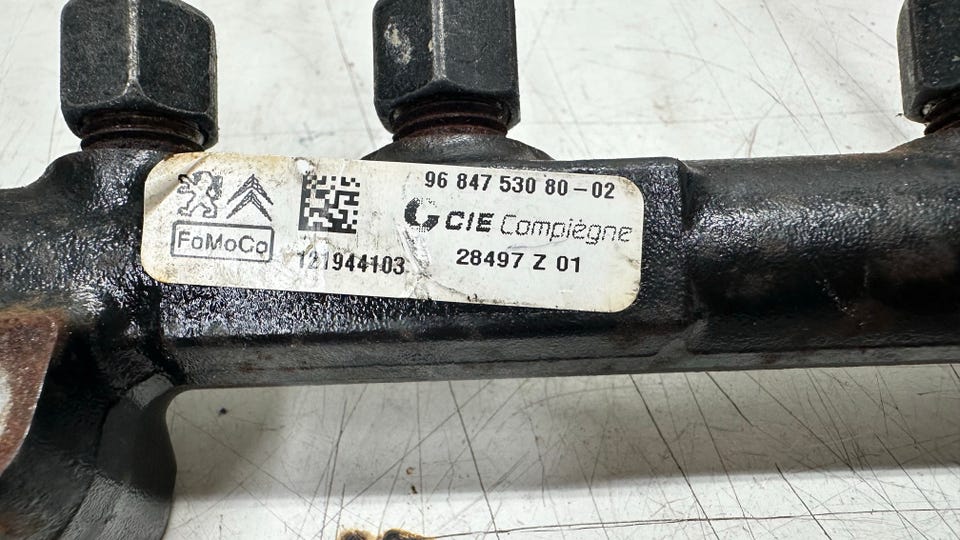 96 847 530 80-02
CIE Compiègne
FoMoCo
121944103
28497 Z 01